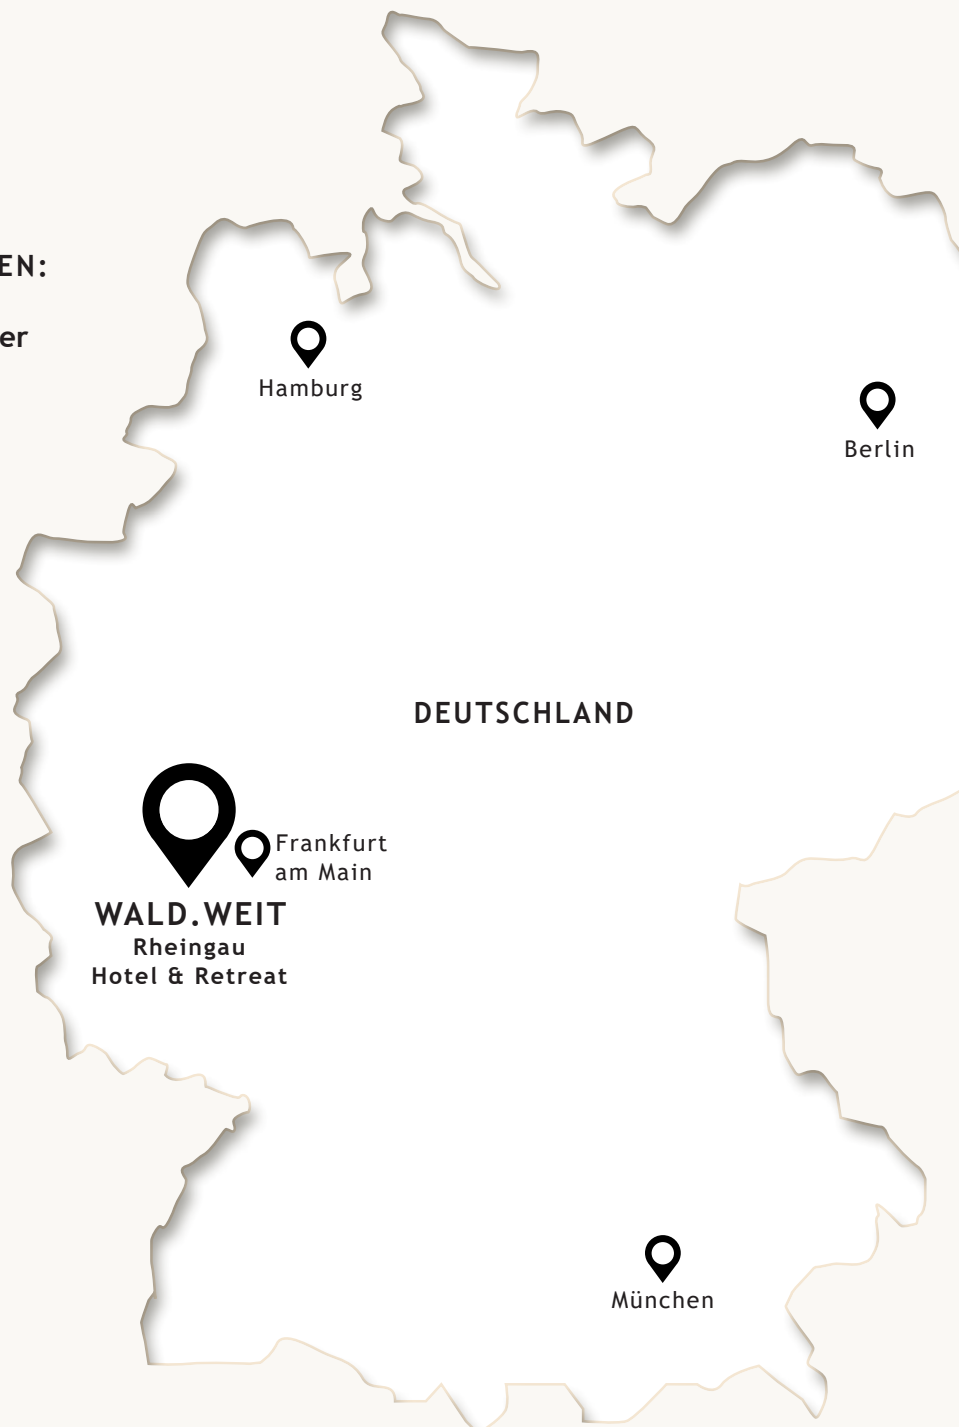 EN:
er
Hamburg
Berlin
DEUTSCHLAND
Frankfurt
am Main
WALD.WEIT
Rheingau
Hotel & Retreat
München